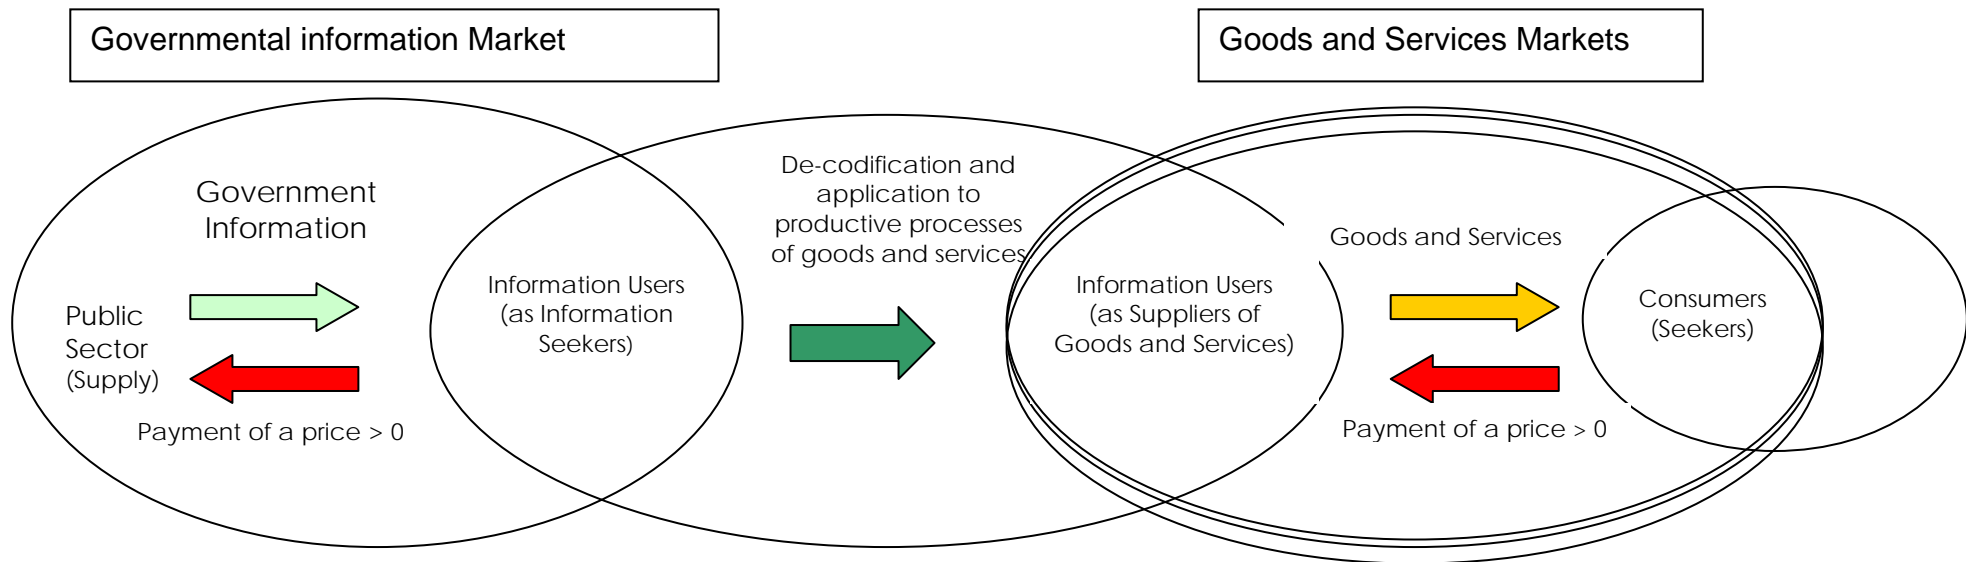 Governmental information Market
Goods and Services Markets
Government
Information
Public
Sector
(Supply)
Payment of a price > 0
Information Users
(as Information
Seekers)
De-codification and
application to
productive processes
of goods and services
Information Users
(as Suppliers of
Goods and Services)
Goods and Services
Payment of a price > 0
Consumers
(Seekers)